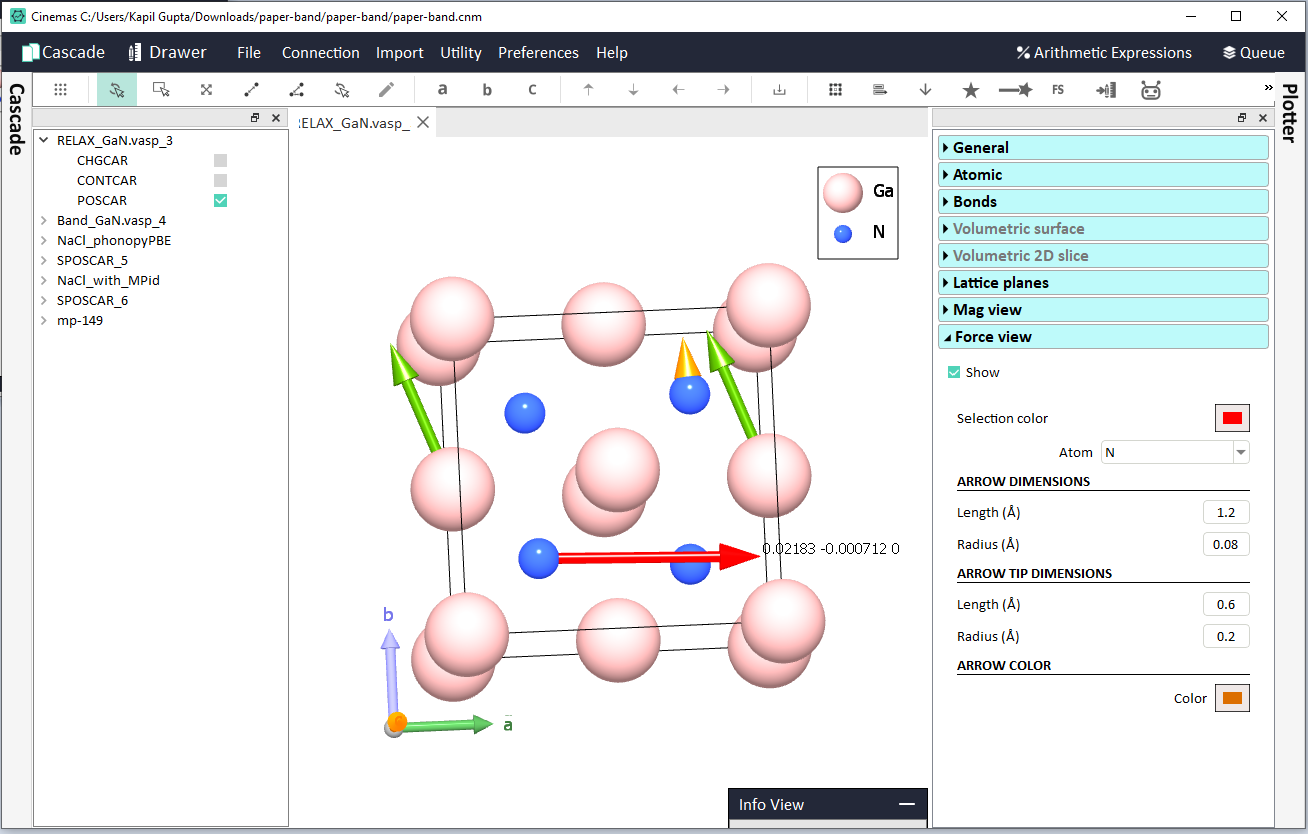 Cinemas C:/Users/Kapil Gupta/Downloads/paper-band/paper-band/paper-band.cnm
Cascade Drawer File Connection Import Utility Preferences Help Arithmetic Expressions Queue
a b c FS »
Cascade
RELAX_GaN.vasp_3
CHGCAR
CONTCAR
POSCAR
Band_GaN.vasp_4
NaCl_phonopyPBE
SPOSCAR_5
NaCl_with_MPid
SPOSCAR_6
mp-149
RELAX_GaN.vasp_
Ga
N
0.02183 -0.000712 0
b
a
Info View
General
Atomic
Bonds
Volumetric surface
Volumetric 2D slice
Lattice planes
Mag view
Force view
Show
Selection color
Atom N
ARROW DIMENSIONS
Length (Å) 1.2
Radius (Å) 0.08
ARROW TIP DIMENSIONS
Length (Å) 0.6
Radius (Å) 0.2
ARROW COLOR
Color
Plotter